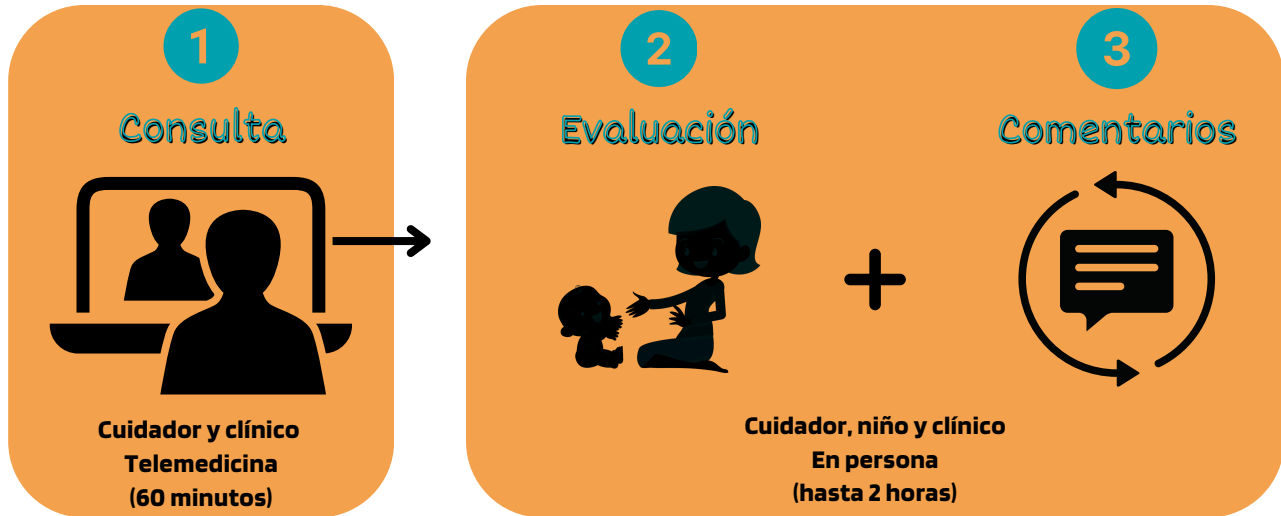 1
Consulta
Cuidador y clínico
Telemedicina
(60 minutos)
2
Evaluación
3
Comentarios
Cuidador, niño y clínico
En persona
(hasta 2 horas)